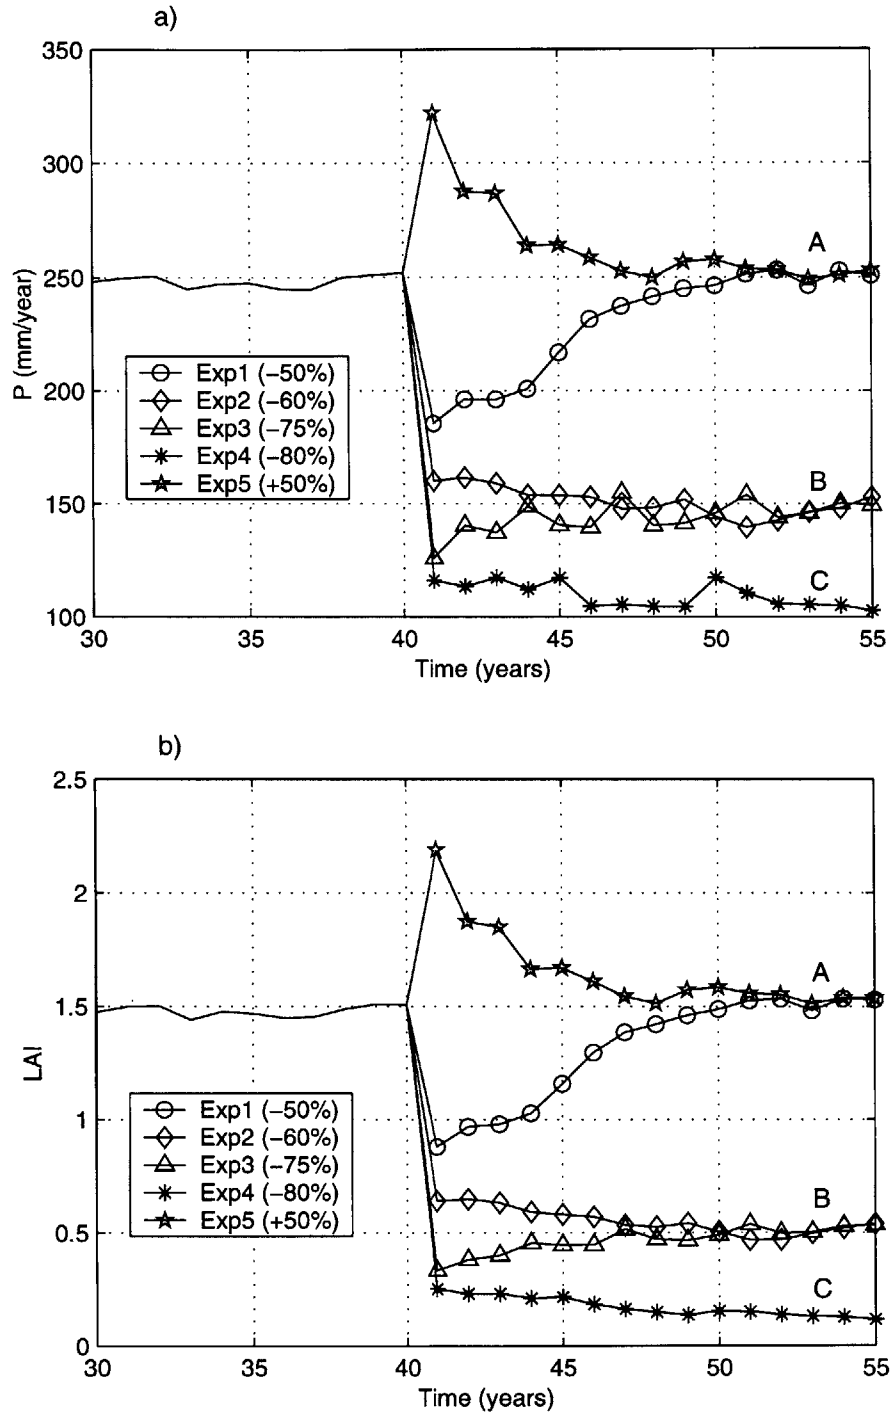 a)
350
300
250
200
150
100
P (mm/year)
A
B
C
Exp1 (−50%)
Exp2 (−60%)
Exp3 (−75%)
Exp4 (−80%)
Exp5 (+50%)
30
35
40
45
50
55
Time (years)
b)
2.5
2
1.5
1
0.5
0
LAI
A
B
C
Exp1 (−50%)
Exp2 (−60%)
Exp3 (−75%)
Exp4 (−80%)
Exp5 (+50%)
30
35
40
45
50
55
Time (years)